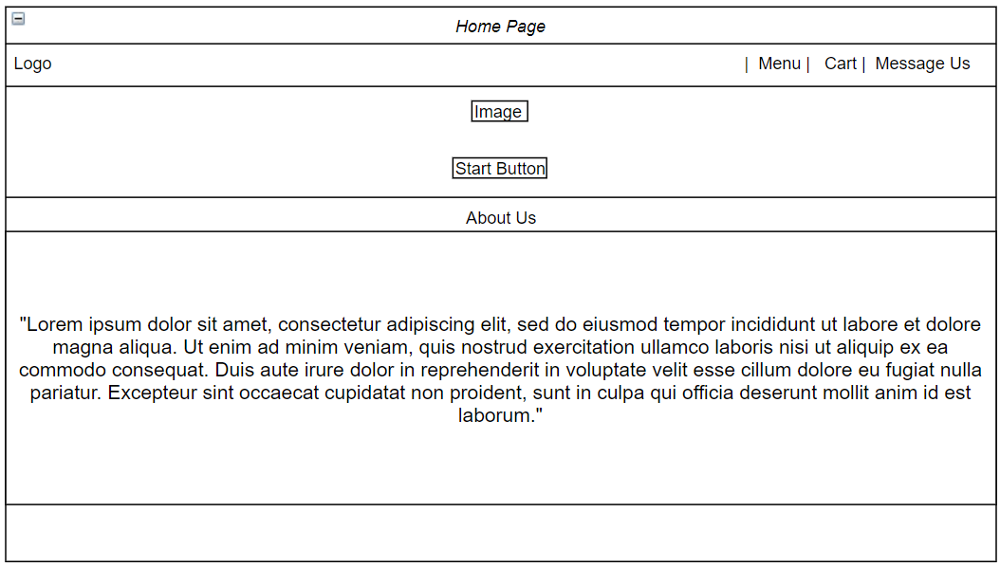 Home Page
Logo | Menu | Cart | Message Us
Image
Start Button
About Us
"Lorem ipsum dolor sit amet, consectetur adipiscing elit, sed do eiusmod tempor incididunt ut labore et dolore
magna aliqua. Ut enim ad minim veniam, quis nostrud exercitation ullamco laboris nisi ut aliquip ex ea
commodo consequat. Duis aute irure dolor in reprehenderit in voluptate velit esse cillum dolore eu fugiat nulla
pariatur. Excepteur sint occaecat cupidatat non proident, sunt in culpa qui officia deserunt mollit anim id est
laborum."